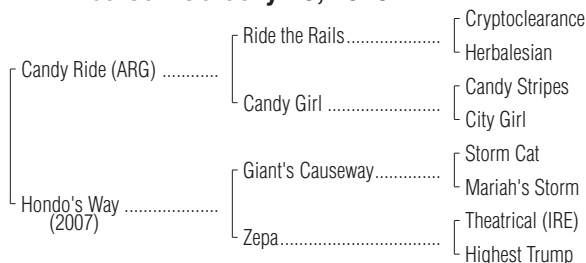 Cryptoclearance
Ride the Rails
Herbalesian
Candy Ride (ARG)
Candy Stripes
Candy Girl
City Girl
Storm Cat
Giant's Causeway
Mariah's Storm
Hondo's Way
(2007)
Theatrical (IRE)
Zepa
Highest Trump